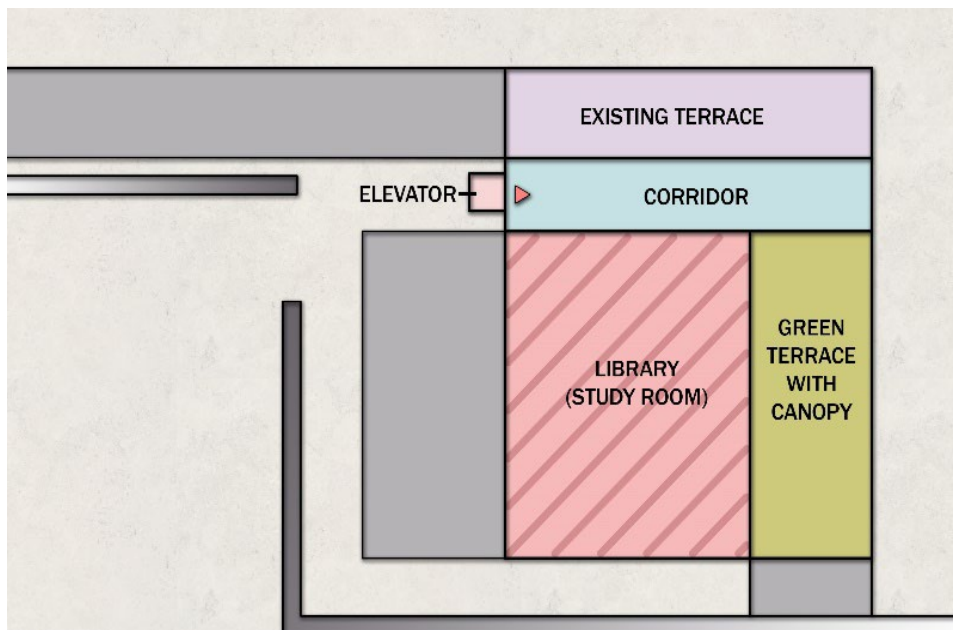 EXISTING TERRACE
ELEVATOR
CORRIDOR
LIBRARY
(STUDY ROOM)
GREEN
TERRACE
WITH
CANOPY